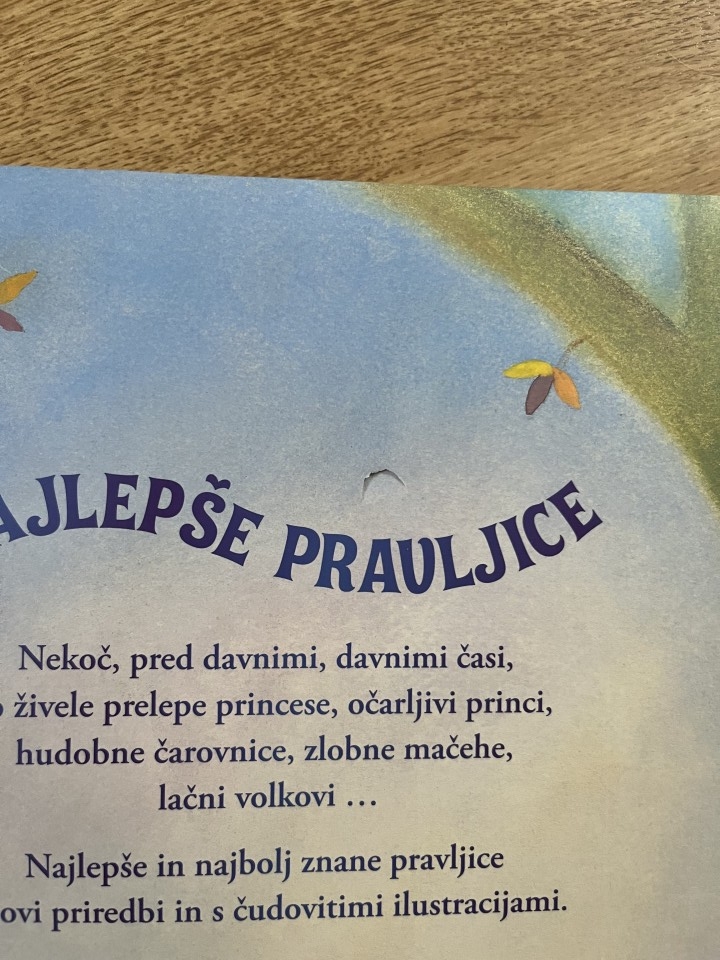 AJLEPŠE PRAVLJICE
Nekoč, pred davnimi, davnimi časi,
živele prelepe princese, očarljivi princi,
hudobne čarovnice, zlobne mačehe,
lačni volkovi …
Najlepše in najbolj znane pravljice
ovi priredbi in s čudovitimi ilustracijami.